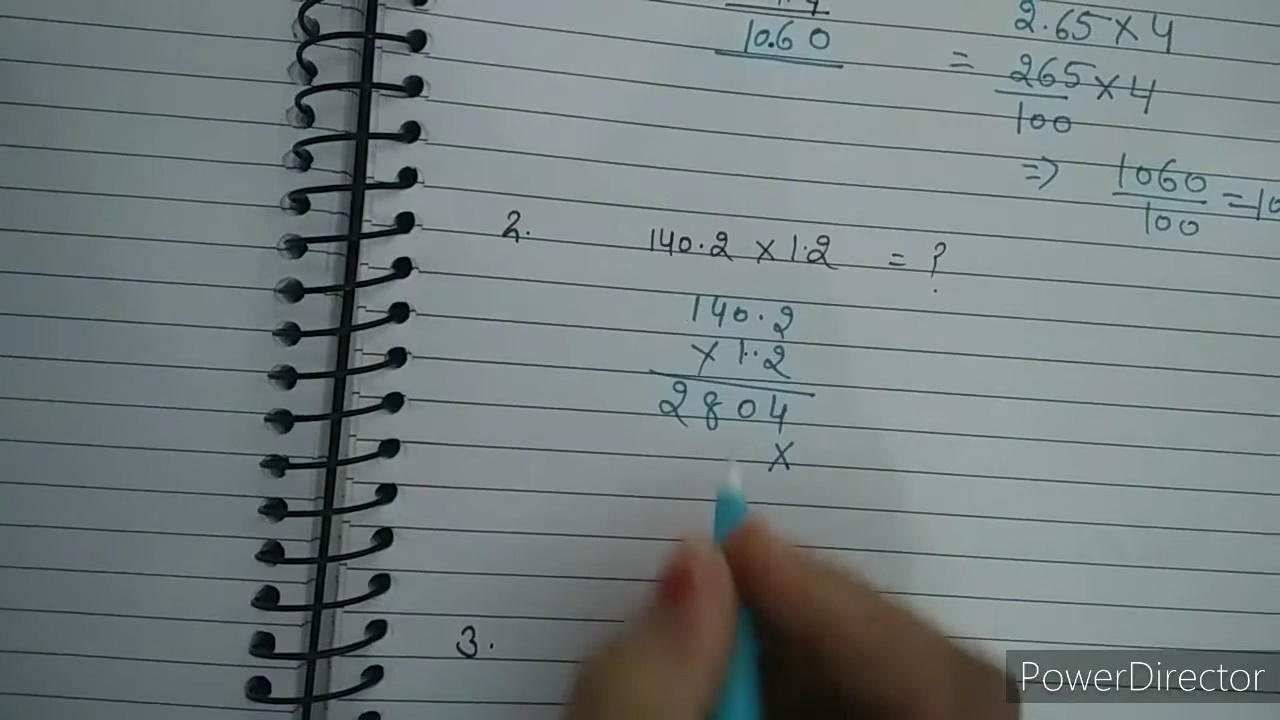 10.60
2.65 × 4
= 265/100 × 4
⇒ 1060/100 = 10
2. 140.2 × 1.2 = ?
140.2
× 1.2
2804
×
3.
PowerDirector